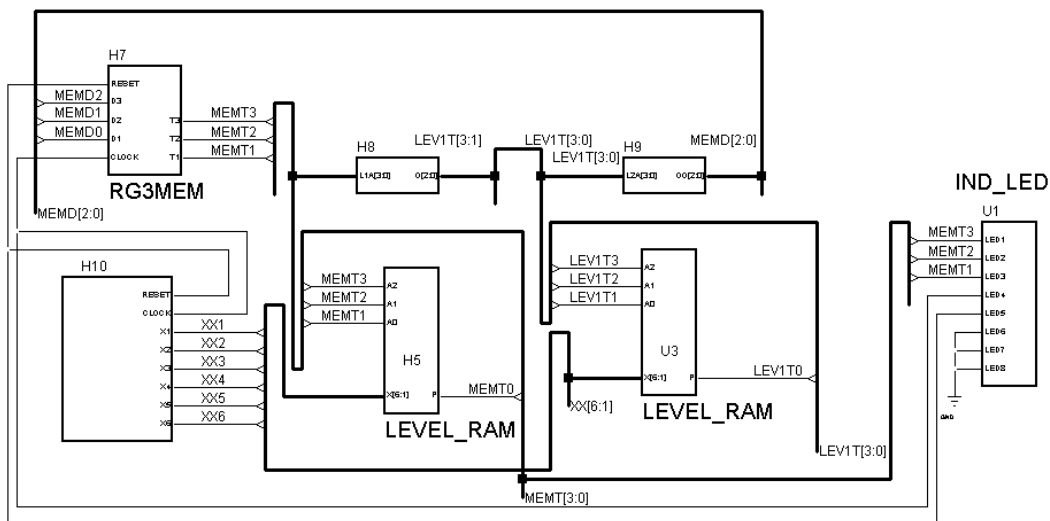 H7
RESET
D3
D2
D1
CLOCK
T3
T2
T1
MEMD2
MEMD1
MEMD0
MEMT3
MEMT2
MEMT1
RG3MEM
MEMD[2:0]
H8
L1A[3:0]
O[2:0]
LEV1T[3:1]
LEV1T[3:0]
LEV1T[3:0]
H9
L2A[3:0]
OO[2:0]
MEMD[2:0]
IND_LED
U1
MEMT3
MEMT2
MEMT1
LED1
LED2
LED3
LED4
LED5
LED6
LED7
LED8
GND
H10
RESET
CLOCK
X1
X2
X3
X4
X5
X6
XX1
XX2
XX3
XX4
XX5
XX6
MEMT3
MEMT2
MEMT1
A2
A1
A0
H5
X[6:1]
P
MEMT0
LEVEL_RAM
LEV1T3
LEV1T2
LEV1T1
A2
A1
A0
U3
X[6:1]
P
LEV1T0
XX[6:1]
LEVEL_RAM
LEV1T[3:0]
MEMT[3:0]